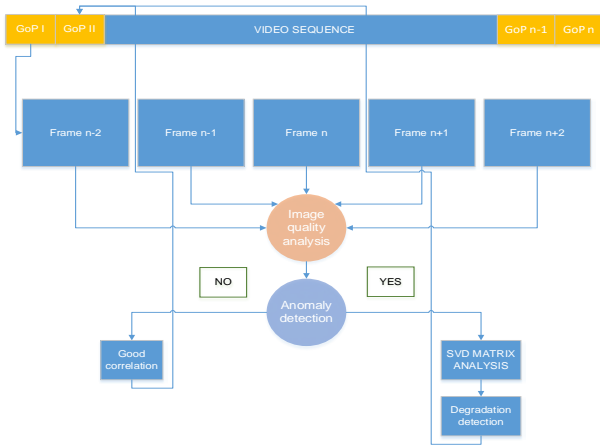 GoP I GoP II VIDEO SEQUENCE GoP n-1 GoP n
Frame n-2 Frame n-1 Frame n Frame n+1 Frame n+2
Image
quality
analysis
NO YES
Anomaly
detection
Good
correlation
SVD MATRIX
ANALYSIS
Degradation
detection